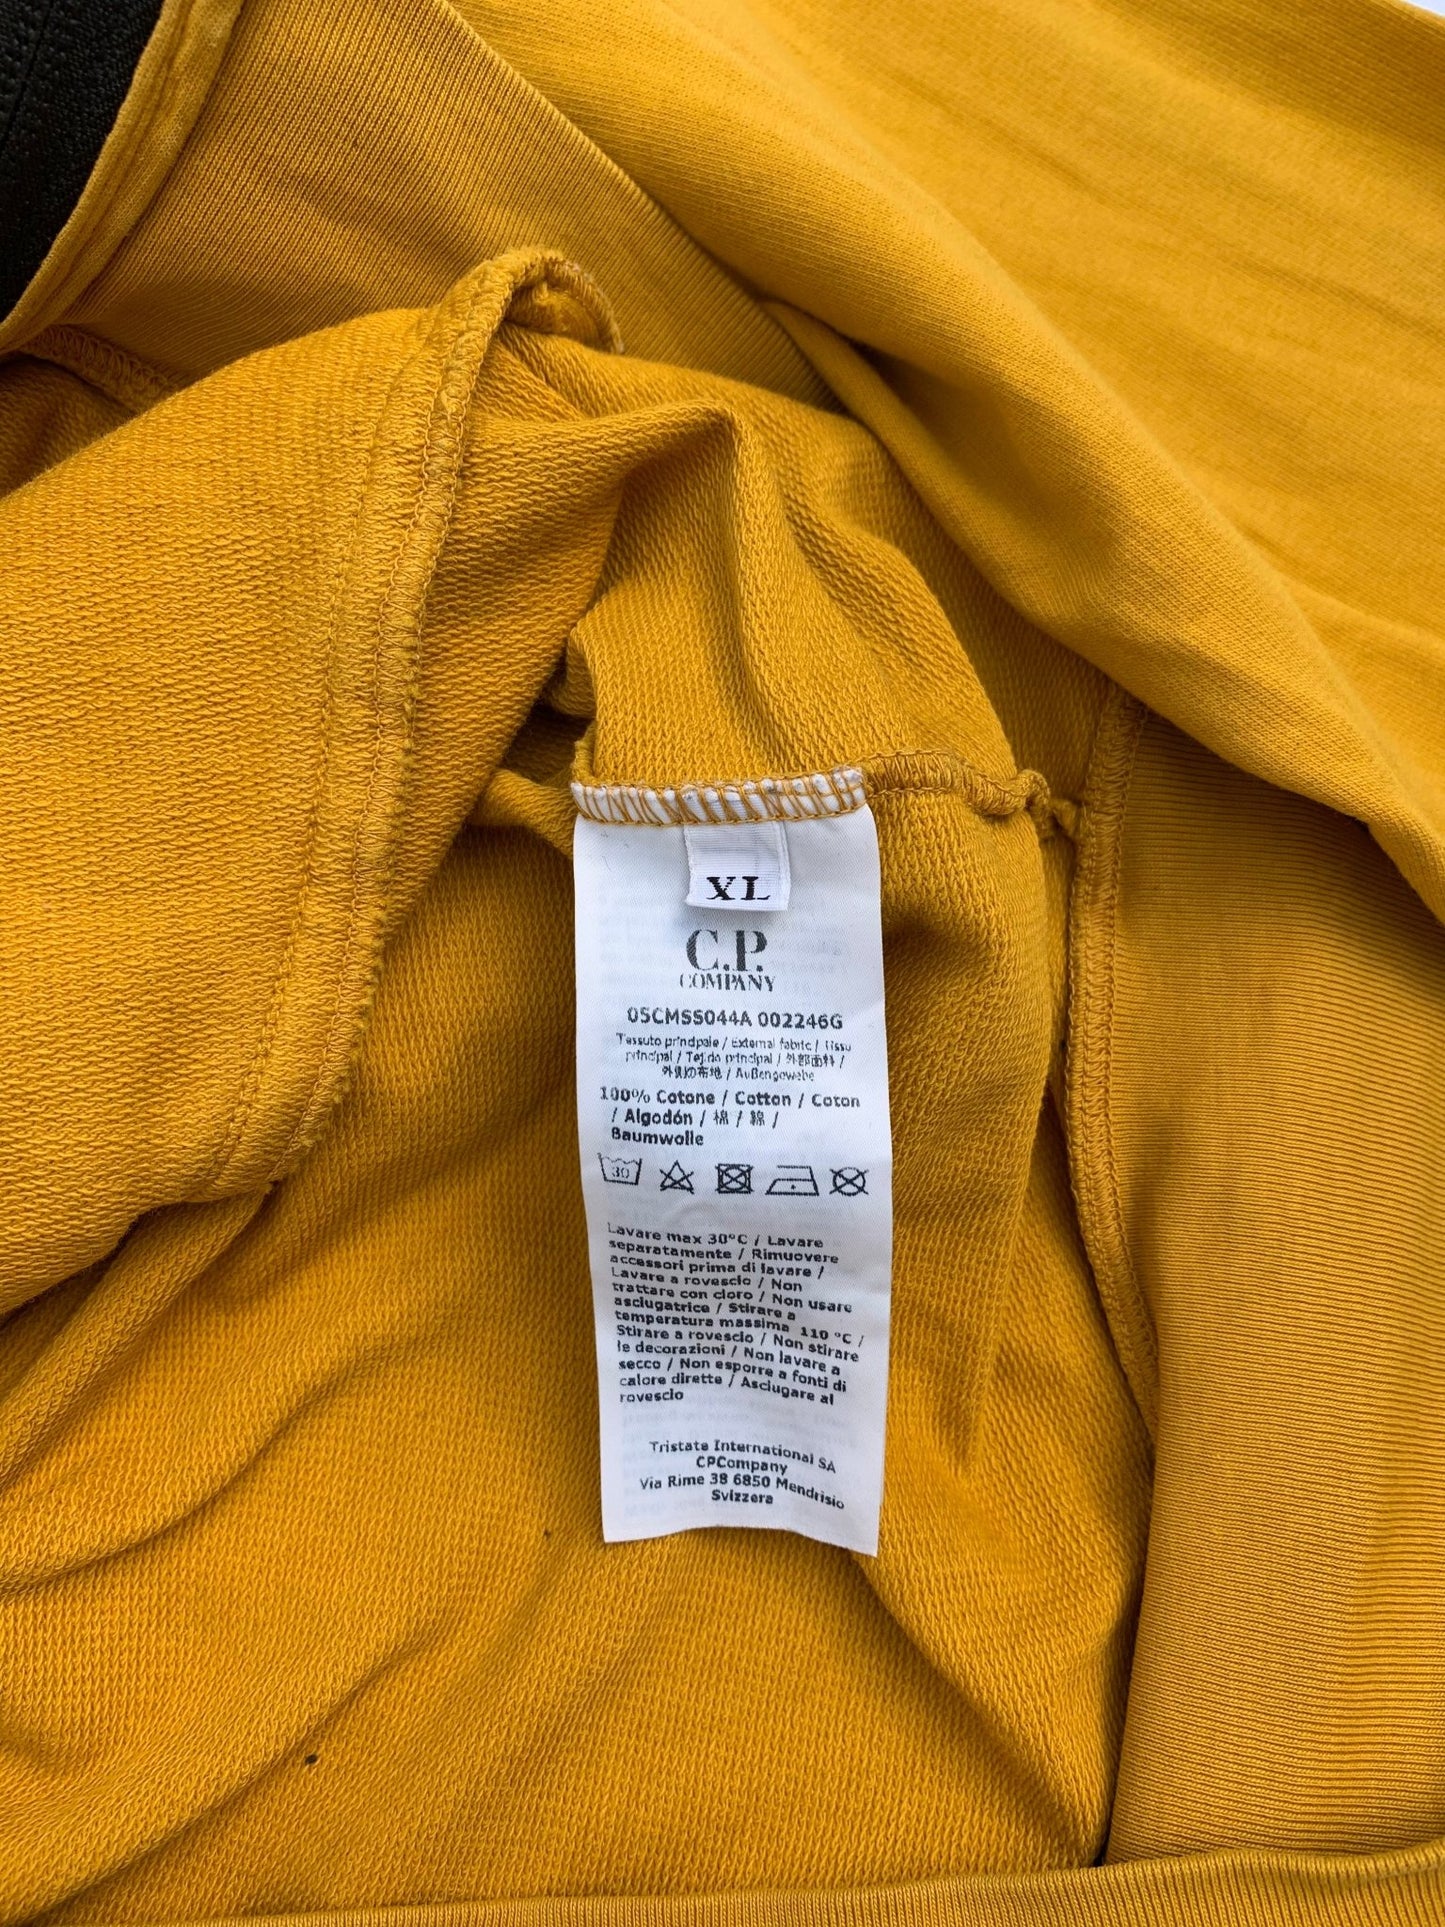 XL
C.P.
COMPANY
05CMSS044A 002246G
Tessuto principale / External fabric / Tissu
principal / Tejido principal / 外部面料 /
外側の布地 / Außengewebe
100% Cotone / Cotton / Coton
/ Algodón / 棉 / 綿 /
Baumwolle
30
Lavare max 30°C / Lavare
separatamente / Rimuovere
accessori prima di lavare /
Lavare a rovescio / Non
trattare con cloro / Non usare
asciugatrice / Stirare a
temperatura massima 110 °C /
Stirare a rovescio / Non stirare
le decorazioni / Non lavare a
secco / Non esporre a fonti di
calore dirette / Asciugare al
rovescio
Tristate International SA
CPCompany
Via Rime 38 6850 Mendrisio
Svizzera